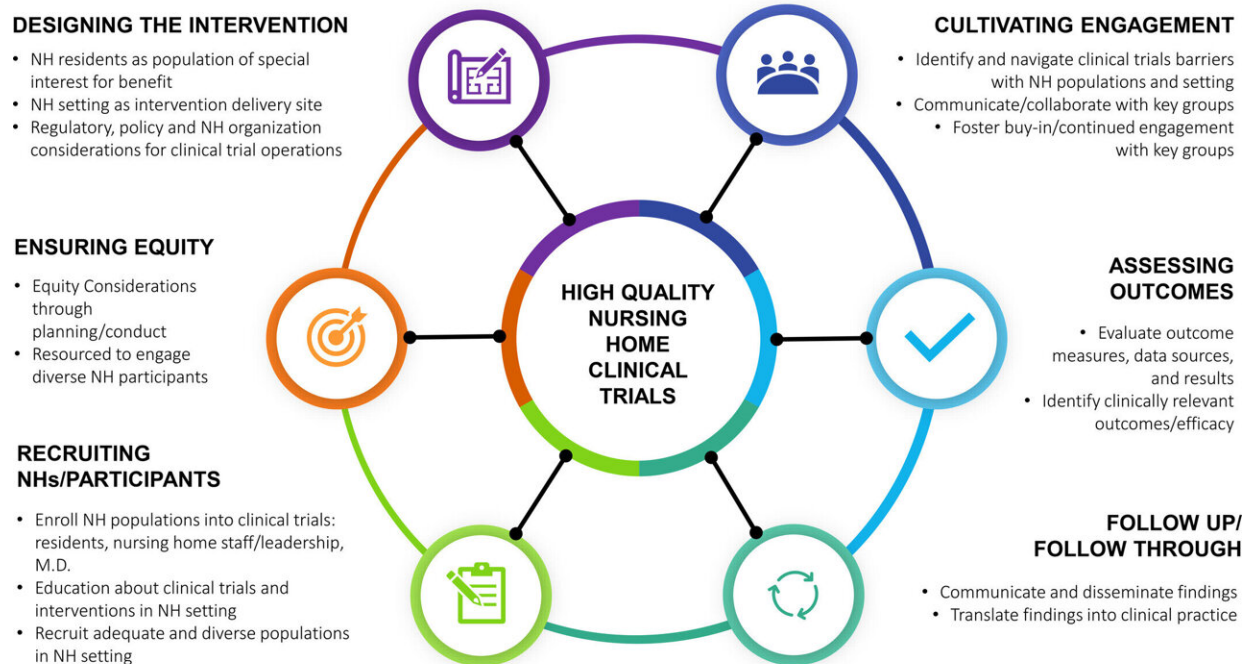 DESIGNING THE INTERVENTION
• NH residents as population of special
interest for benefit
• NH setting as intervention delivery site
• Regulatory, policy and NH organization
considerations for clinical trial operations
ENSURING EQUITY
• Equity Considerations
through
planning/conduct
• Resourced to engage
diverse NH participants
RECRUITING
NHs/PARTICIPANTS
• Enroll NH populations into clinical trials:
residents, nursing home staff/leadership,
M.D.
• Education about clinical trials and
interventions in NH setting
• Recruit adequate and diverse populations
in NH setting
HIGH QUALITY
NURSING
HOME
CLINICAL
TRIALS
CULTIVATING ENGAGEMENT
• Identify and navigate clinical trials barriers
with NH populations and setting
• Communicate/collaborate with key groups
• Foster buy-in/continued engagement
with key groups
ASSESSING
OUTCOMES
• Evaluate outcome
measures, data sources,
and results
• Identify clinically relevant
outcomes/efficacy
FOLLOW UP/
FOLLOW THROUGH
• Communicate and disseminate findings
• Translate findings into clinical practice